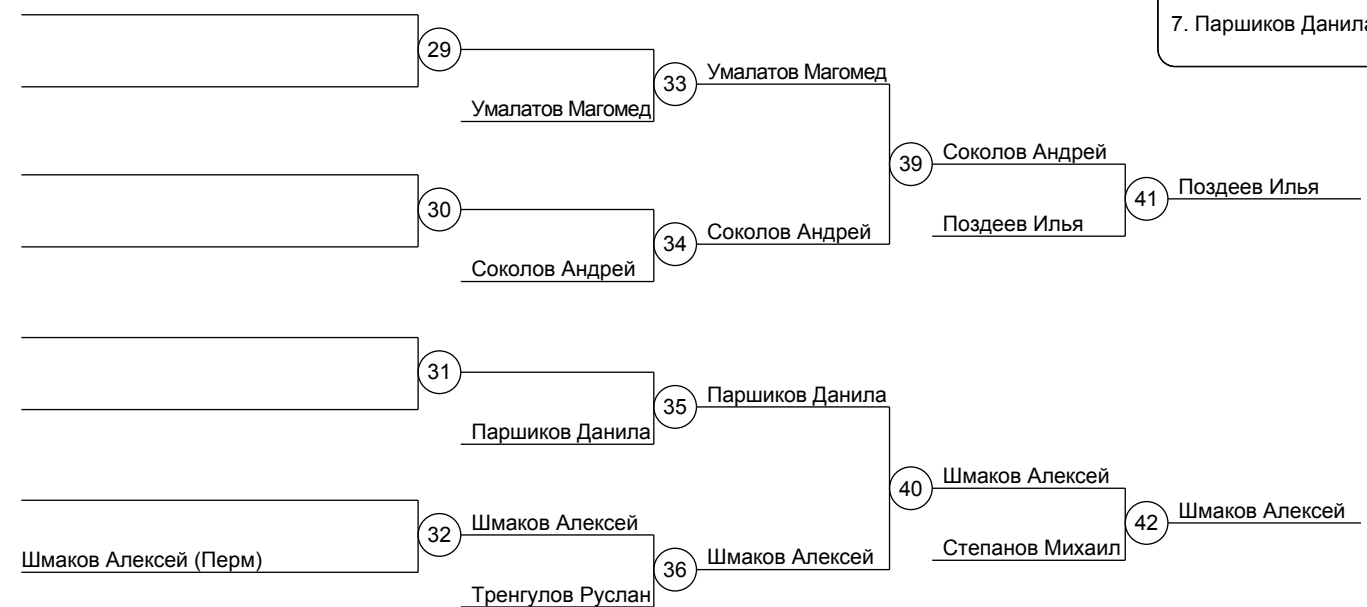 7. Паршиков Данила
29
33
Умалатов Магомед
Умалатов Магомед
39
Соколов Андрей
30
34
Соколов Андрей
Соколов Андрей
Поздеев Илья
41
Поздеев Илья
31
35
Паршиков Данила
Паршиков Данила
40
Шмаков Алексей
32
Шмаков Алексей (Перм)
Шмаков Алексей
Тренгулов Руслан
36
Шмаков Алексей
Степанов Михаил
42
Шмаков Алексей